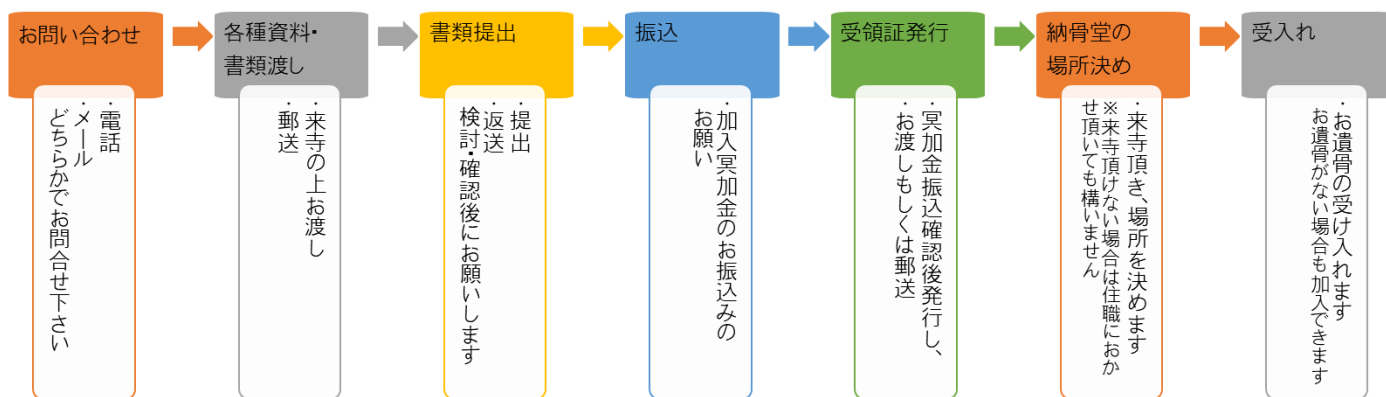 お問い合わせ
・電話
・メール
どちらかでお問合せ下さい
各種資料・
書類渡し
・来寺の上お渡し
・郵送
書類提出
・提出
・返送
検討・確認後にお願いします
振込
・加入冥加金のお振込みの
お願い
受領証発行
・冥加金振込確認後発行し、
・お渡しもしくは郵送
納骨堂の
場所決め
・来寺頂き、場所を決めます
※来寺頂けない場合は住職におか
せ頂いても構いません
受入れ
・お遺骨の受け入れます
お遺骨がない場合も加入できます